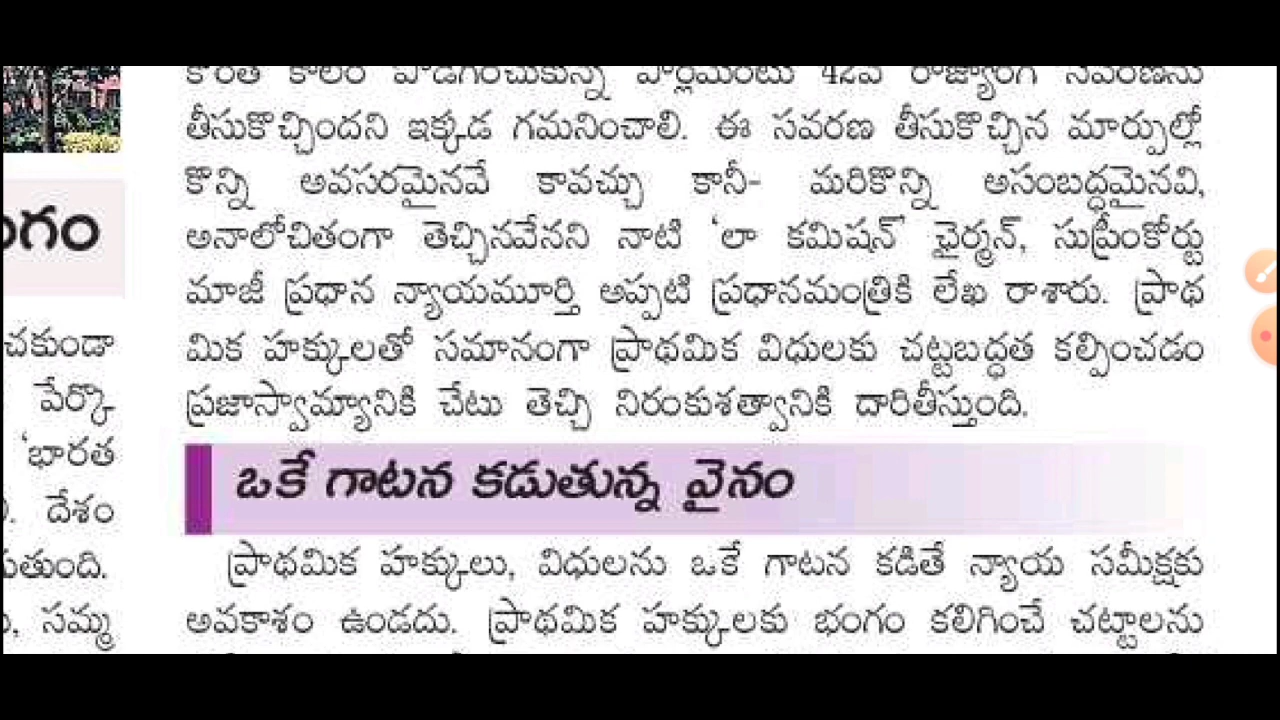 కొంత కాలం పొడిగించుకున్న పార్లమెంటు 42వ రాజ్యాంగ సవరణను
తీసుకొచ్చిందని ఇక్కడ గమనించాలి. ఈ సవరణ తీసుకొచ్చిన మార్పుల్లో
కొన్ని అవసరమైనవే కావచ్చు కానీ- మరికొన్ని అసంబద్ధమైనవి,
అనాలోచితంగా తెచ్చినవేనని నాటి ‘లా కమిషన్’ ఛైర్మన్, సుప్రీంకోర్టు
మాజీ ప్రధాన న్యాయమూర్తి అప్పటి ప్రధానమంత్రికి లేఖ రాశారు. ప్రాథ
మిక హక్కులతో సమానంగా ప్రాథమిక విధులకు చట్టబద్ధత కల్పించడం
ప్రజాస్వామ్యానికి చేటు తెచ్చి నిరంకుశత్వానికి దారితీస్తుంది.
ఒకే గాటన కడుతున్న వైనం
ప్రాథమిక హక్కులు, విధులను ఒకే గాటన కడితే న్యాయ సమీక్షకు
అవకాశం ఉండదు. ప్రాథమిక హక్కులకు భంగం కలిగించే చట్టాలను
గం
చకుండా
పేర్కొ
‘భారత
. దేశం
తుంది.
, సమ్మ